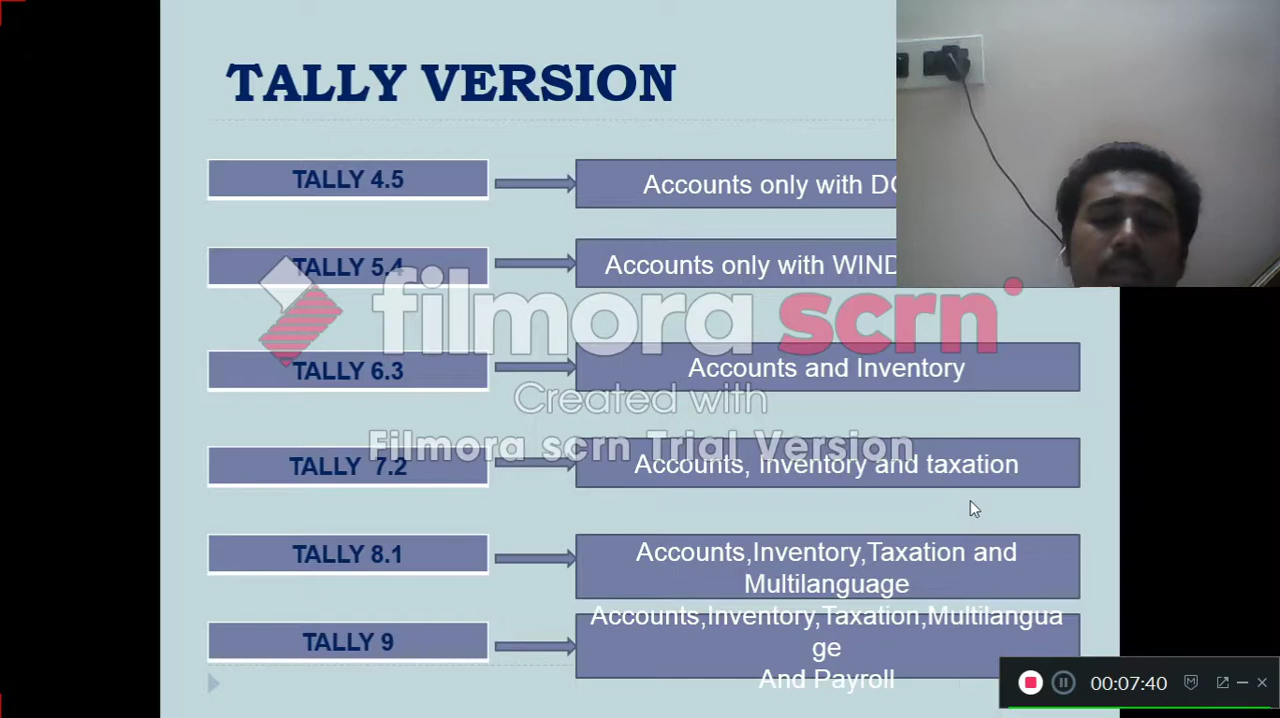 TALLY VERSION
TALLY 4.5
Accounts only with
TALLY 5.4
Accounts only with
TALLY 6.3
Accounts and Inventory
TALLY 7.2
Accounts, Inventory and taxation
TALLY 8.1
Accounts,Inventory,Taxation and
Multilanguage
TALLY 9
Accounts,Inventory,Taxation,Multilangua
ge
And Payroll
filmora scrn
Created with
Filmora scrn Trial Version
00:07:40